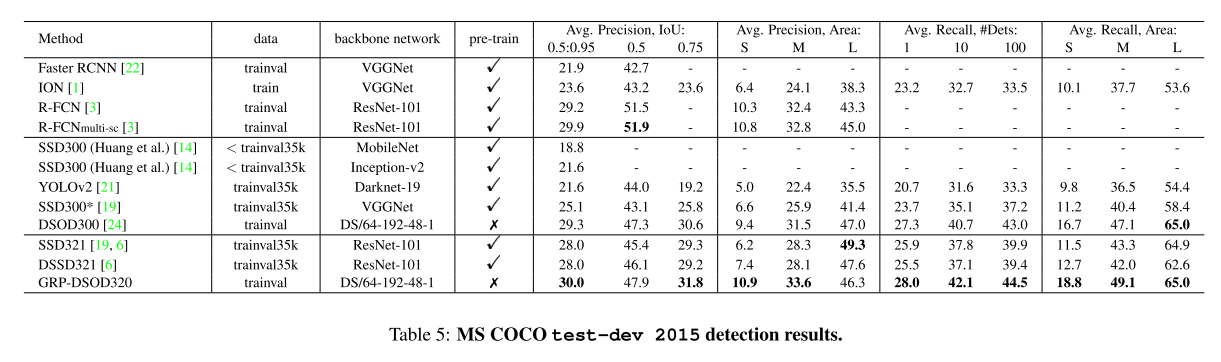 Method data backbone network pre-train Avg. Precision, IoU: Avg. Precision, Area: Avg. Recall, #Dets: Avg. Recall, Area:
0.5:0.95 0.5 0.75 S M L 1 10 100 S M L
Faster RCNN [22] trainval VGGNet ✓ 21.9 42.7 - - - - - - - - - -
ION [1] train VGGNet ✓ 23.6 43.2 23.6 6.4 24.1 38.3 23.2 32.7 33.5 10.1 37.7 53.6
R-FCN [3] trainval ResNet-101 ✓ 29.2 51.5 - 10.3 32.4 43.3 - - - - - -
R-FCNmulti-sc [3] trainval ResNet-101 ✓ 29.9 51.9 - 10.8 32.8 45.0 - - - - - -
SSD300 (Huang et al.) [14] < trainval35k MobileNet ✓ 18.8 - - - - - - - - - - -
SSD300 (Huang et al.) [14] < trainval35k Inception-v2 ✓ 21.6 - - - - - - - - - - -
YOLOv2 [21] trainval35k Darknet-19 ✓ 21.6 44.0 19.2 5.0 22.4 35.5 20.7 31.6 33.3 9.8 36.5 54.4
SSD300* [19] trainval35k VGGNet ✓ 25.1 43.1 25.8 6.6 25.9 41.4 23.7 35.1 37.2 11.2 40.4 58.4
DSOD300 [24] trainval DS/64-192-48-1 ✗ 29.3 47.3 30.6 9.4 31.5 47.0 27.3 40.7 43.0 16.7 47.1 65.0
SSD321 [19, 6] trainval35k ResNet-101 ✓ 28.0 45.4 29.3 6.2 28.3 49.3 25.9 37.8 39.9 11.5 43.3 64.9
DSSD321 [6] trainval35k ResNet-101 ✓ 28.0 46.1 29.2 7.4 28.1 47.6 25.5 37.1 39.4 12.7 42.0 62.6
GRP-DSOD320 trainval DS/64-192-48-1 ✗ 30.0 47.9 31.8 10.9 33.6 46.3 28.0 42.1 44.5 18.8 49.1 65.0
Table 5: MS COCO test-dev 2015 detection results.